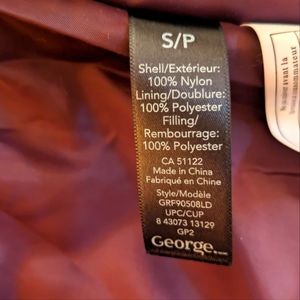 S/P
Shell/Extérieur:
100% Nylon
Lining/Doublure:
100% Polyester
Filling/
Rembourrage:
100% Polyester
CA 51122
Made in China
Fabriqué en Chine
Style/Modèle
GRF90508LD
UPC/CUP
8 43073 13129
GP2
George